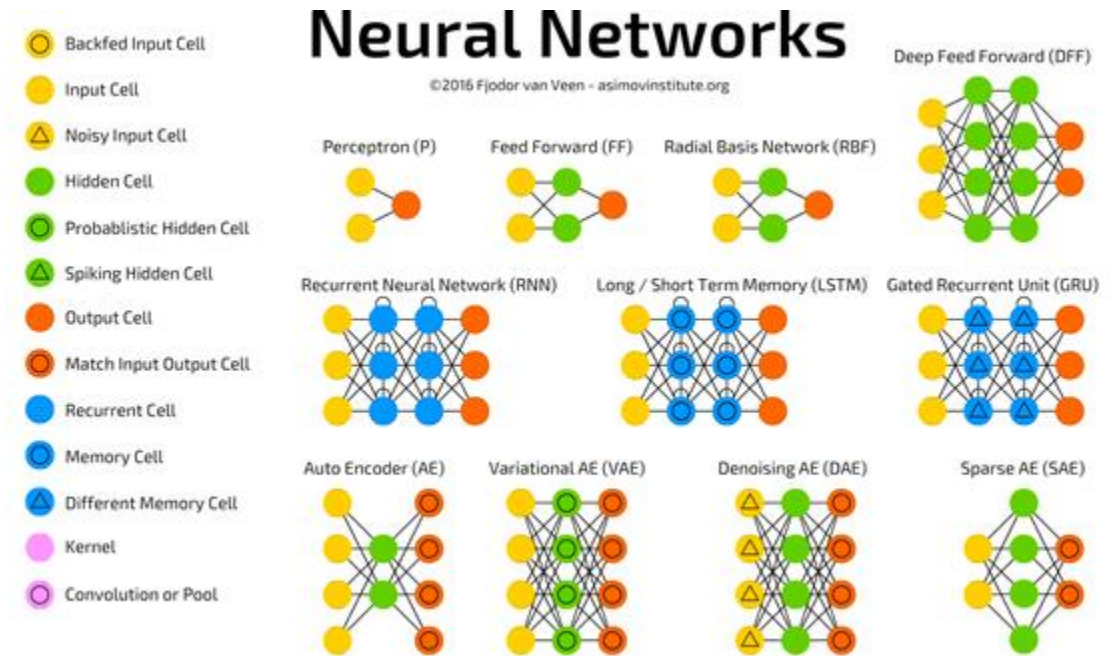 Neural Networks
©2016 Fjodor van Veen - asimovinstitute.org
Backfed Input Cell
Input Cell
Noisy Input Cell
Hidden Cell
Probablistic Hidden Cell
Spiking Hidden Cell
Output Cell
Match Input Output Cell
Recurrent Cell
Memory Cell
Different Memory Cell
Kernel
Convolution or Pool
Deep Feed Forward (DFF)
Perceptron (P)
Feed Forward (FF)
Radial Basis Network (RBF)
Recurrent Neural Network (RNN)
Long / Short Term Memory (LSTM)
Gated Recurrent Unit (GRU)
Auto Encoder (AE)
Variational AE (VAE)
Denoising AE (DAE)
Sparse AE (SAE)